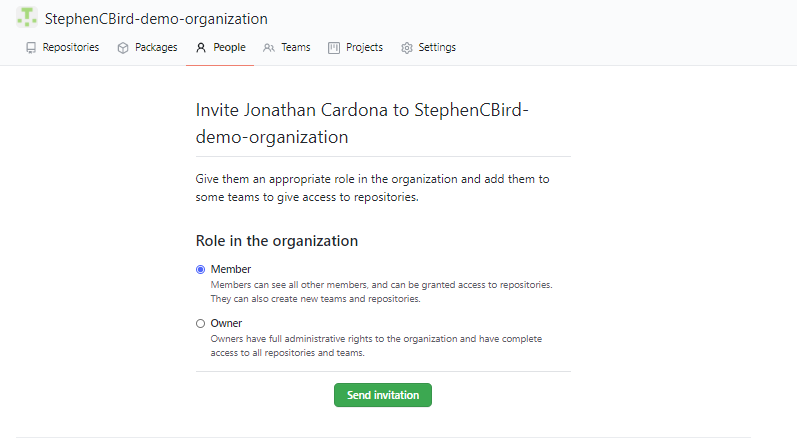 StephenCBird-demo-organization
Repositories Packages People Teams Projects Settings
Invite Jonathan Cardona to StephenCBird-
demo-organization
Give them an appropriate role in the organization and add them to
some teams to give access to repositories.
Role in the organization
Member
Members can see all other members, and can be granted access to repositories.
They can also create new teams and repositories.
Owner
Owners have full administrative rights to the organization and have complete
access to all repositories and teams.
Send invitation